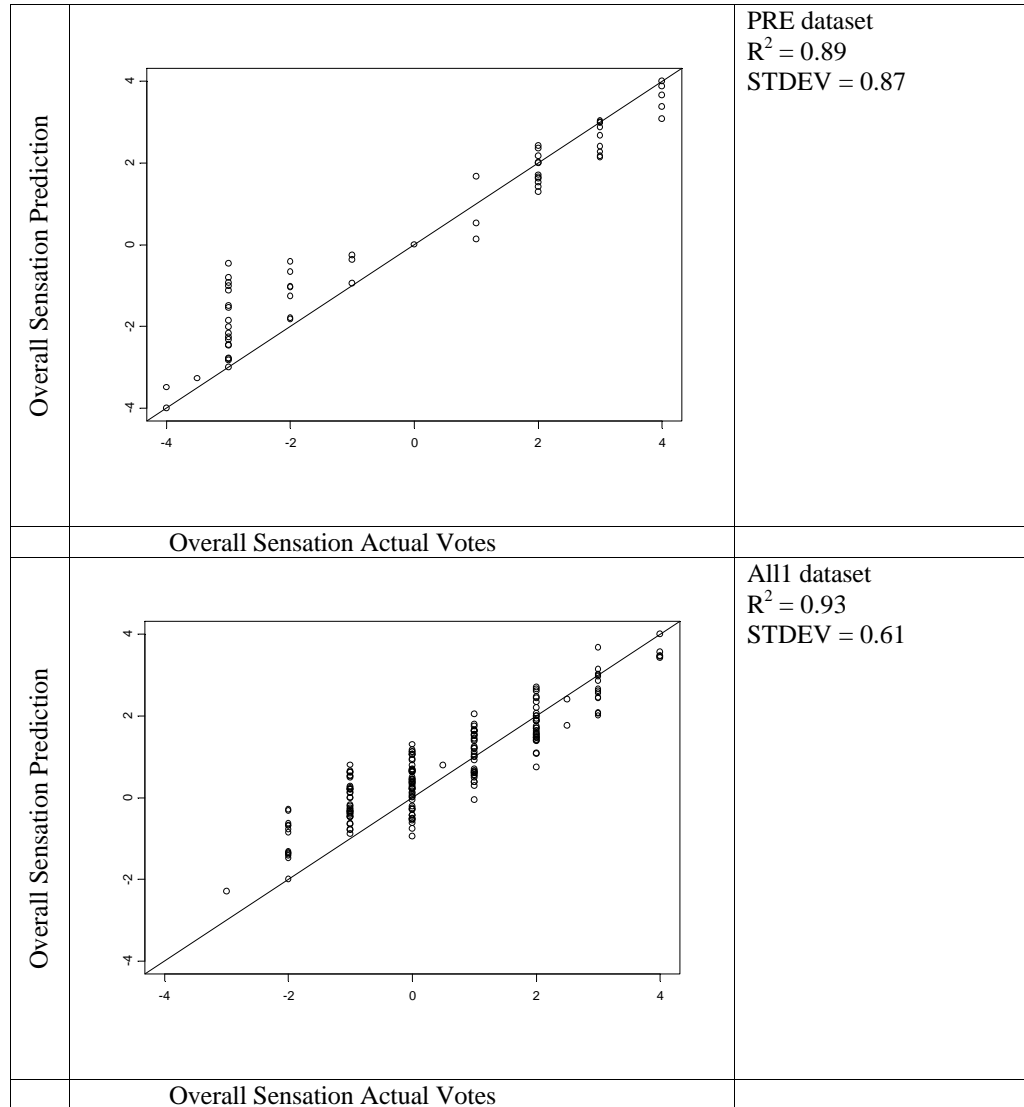 PRE dataset
R² = 0.89
STDEV = 0.87
Overall Sensation Prediction
4
2
0
-2
-4
-4 -2 0 2 4
Overall Sensation Actual Votes
All1 dataset
R² = 0.93
STDEV = 0.61
Overall Sensation Prediction
4
2
0
-2
-4
-4 -2 0 2 4
Overall Sensation Actual Votes